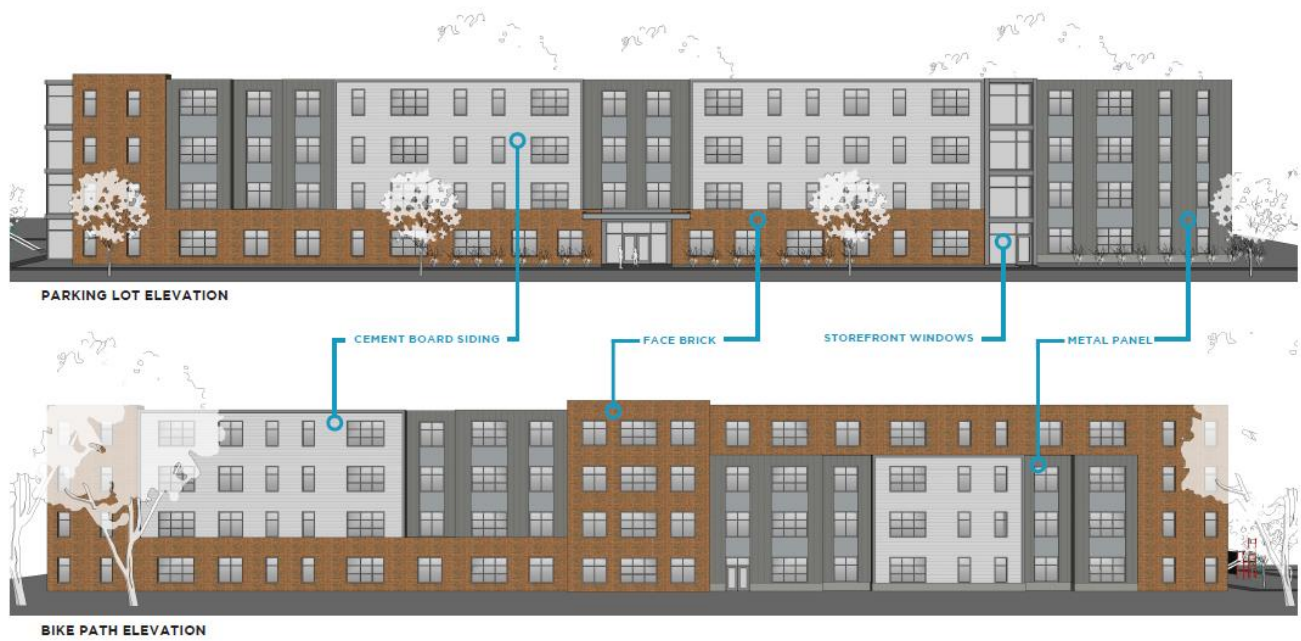 PARKING LOT ELEVATION
CEMENT BOARD SIDING
FACE BRICK
STOREFRONT WINDOWS
METAL PANEL
BIKE PATH ELEVATION